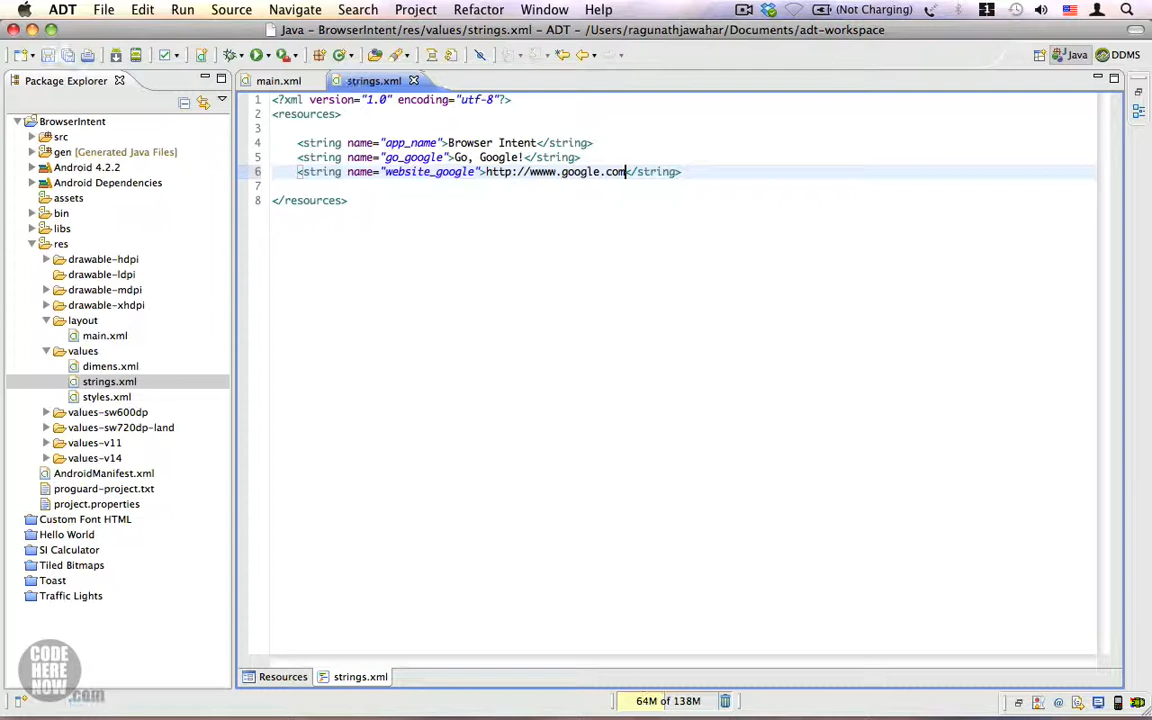 ADT File Edit Run Source Navigate Search Project Refactor Window Help (Not Charging) 1
Java – BrowserIntent/res/values/strings.xml – ADT – /Users/ragunathjawahar/Documents/adt-workspace
Java DDMS
Package Explorer
main.xml strings.xml
BrowserIntent
src
gen [Generated Java Files]
Android 4.2.2
Android Dependencies
assets
bin
libs
res
drawable-hdpi
drawable-ldpi
drawable-mdpi
drawable-xhdpi
layout
main.xml
values
dimens.xml
strings.xml
styles.xml
values-sw600dp
values-sw720dp-land
values-v11
values-v14
AndroidManifest.xml
proguard-project.txt
project.properties
Custom Font HTML
Hello World
SI Calculator
Tiled Bitmaps
Toast
Traffic Lights
1 <?xml version="1.0" encoding="utf-8"?>
2 <resources>
3
4 <string name="app_name">Browser Intent</string>
5 <string name="go_google">Go, Google!</string>
6 <string name="website_google">http://wwww.google.com</string>
7
8 </resources>
Resources strings.xml
64M of 138M
CODE
HERE
NOW
.com